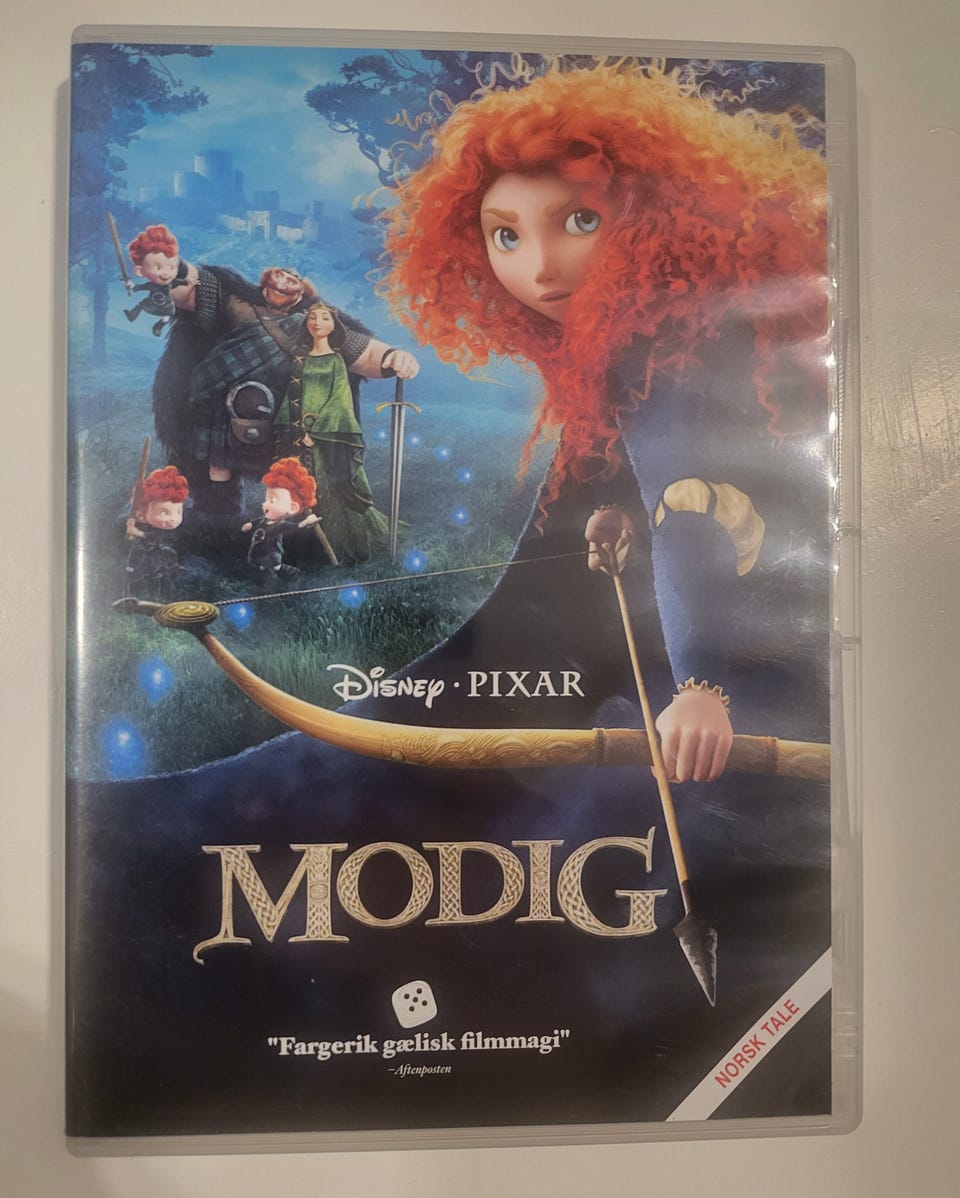 Disney · PIXAR
MODIG
"Fargerik gælisk filmmagi"
–Aftenposten
NORSK TALE